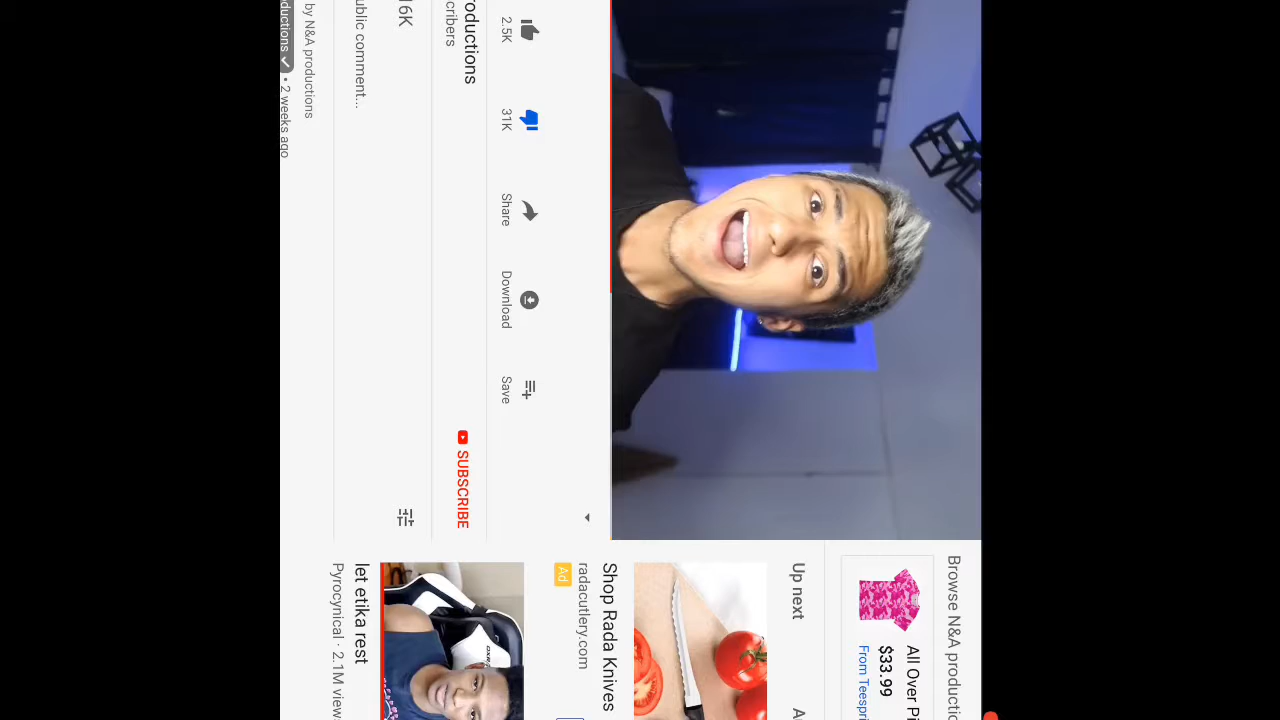 2.5K
31K
Share
Download
Save
oductions
cribers
SUBSCRIBE
16K
ublic comment...
by N&A productions
ductions • 2 weeks ago
Browse N&A productio
All Over Pi
$33.99
From Teespri
Up next
Shop Rada Knives
radacutlery.com
Ad
let etika rest
Pyrocynical · 2.1M view